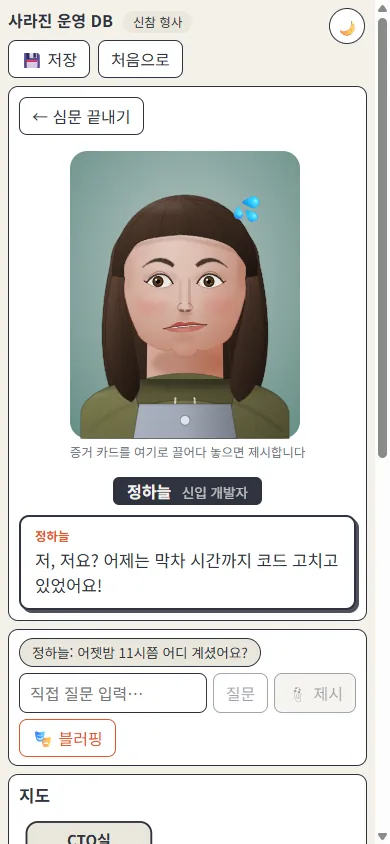 사라진 운영 DB 신참 형사
저장 처음으로
← 심문 끝내기
증거 카드를 여기로 끌어다 놓으면 제시합니다
정하늘 신입 개발자
정하늘
저, 저요? 어제는 막차 시간까지 코드 고치고
있었어요!
정하늘: 어젯밤 11시쯤 어디 계셨어요?
직접 질문 입력… 질문 제시
블러핑
지도
CTO실